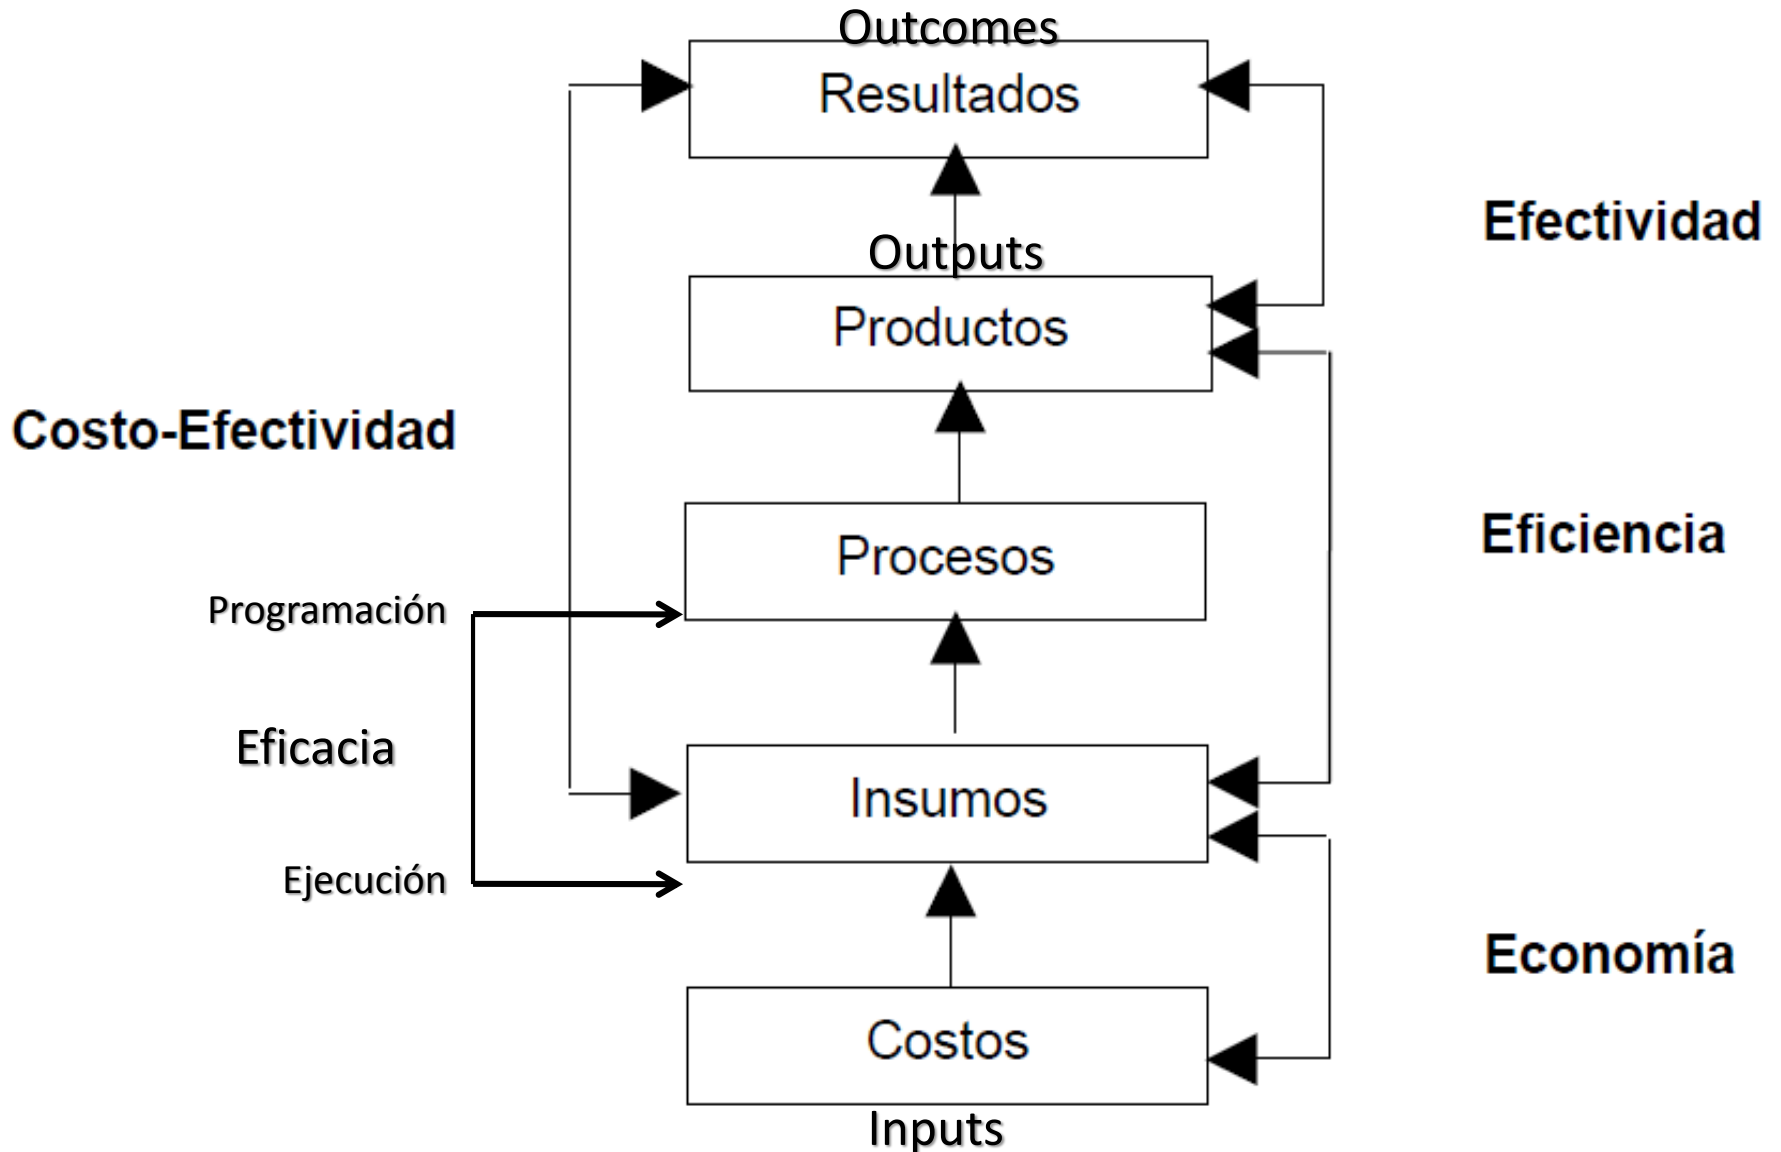 Outcomes
Resultados
Efectividad
Outputs
Productos
Costo-Efectividad
Eficiencia
Procesos
Programación
Eficacia
Insumos
Ejecución
Economía
Costos
Inputs